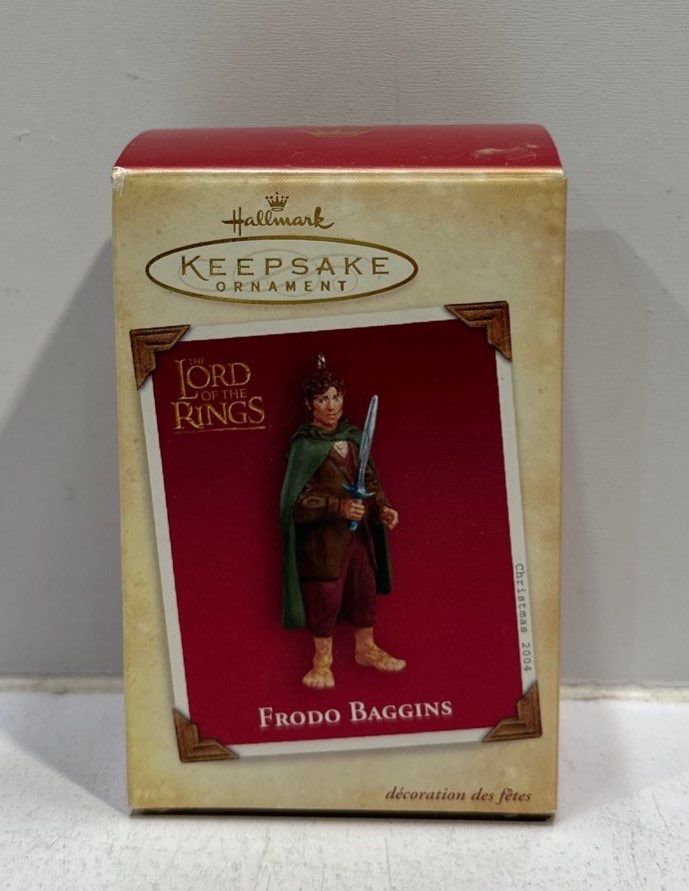 Hallmark
KEEPSAKE
ORNAMENT
THE
LORD
OF THE
RINGS
Christmas 2004
FRODO BAGGINS
décoration des fêtes